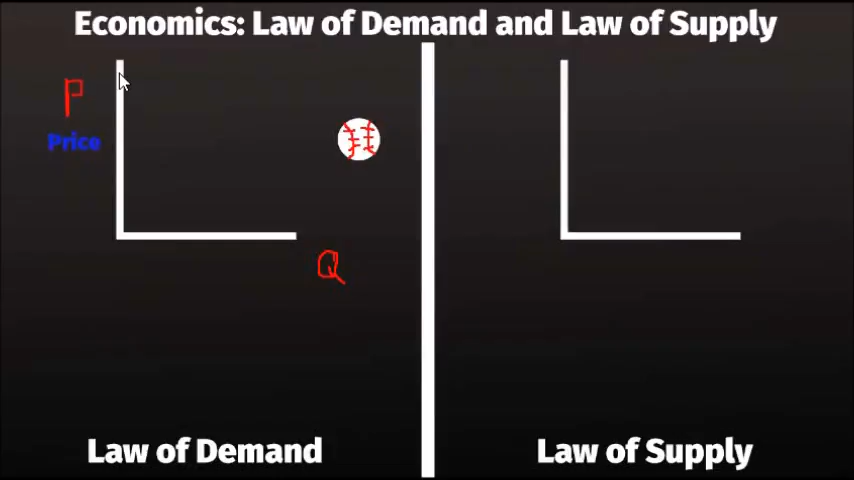 Economics: Law of Demand and Law of Supply
P
Price
Q
Law of Demand
Law of Supply